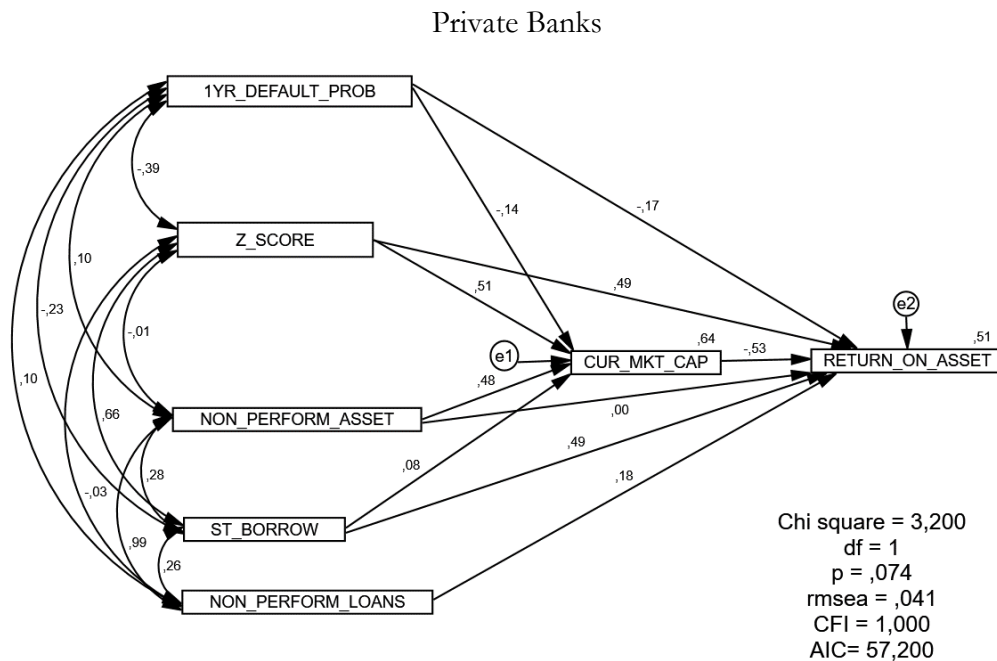 Private Banks
1YR_DEFAULT_PROB
-,39
-,17
-,14
Z_SCORE
,10
,51
,49
-,23
-,01
e2
,64
,51
e1
CUR_MKT_CAP
-,53
RETURN_ON_ASSET
,10
,48
,66
NON_PERFORM_ASSET
,00
,49
,08
,28
,18
-,03
ST_BORROW
,99
,26
NON_PERFORM_LOANS
Chi square = 3,200
df = 1
p = ,074
rmsea = ,041
CFI = 1,000
AIC= 57,200